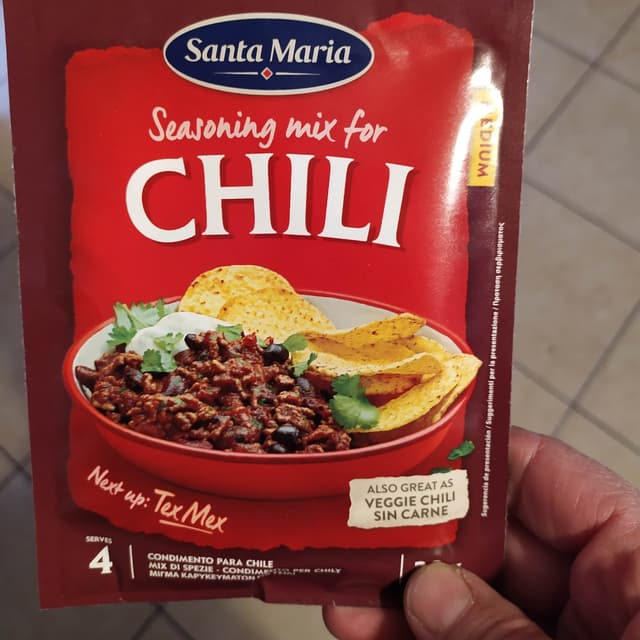 Santa Maria
Seasoning mix for
CHILI
MEDIUM
Sugerencia de presentación / Suggerimenti per la presentazione / Πρόταση σερβιρίσματος
Next up: Tex Mex
ALSO GREAT AS
VEGGIE CHILI
SIN CARNE
SERVES
4
CONDIMENTO PARA CHILE
MIX DI SPEZIE - CONDIMENTO PER CHILI
ΜΙΓΜΑ ΚΑΡΥΚΕΥΜΑΤΩΝ